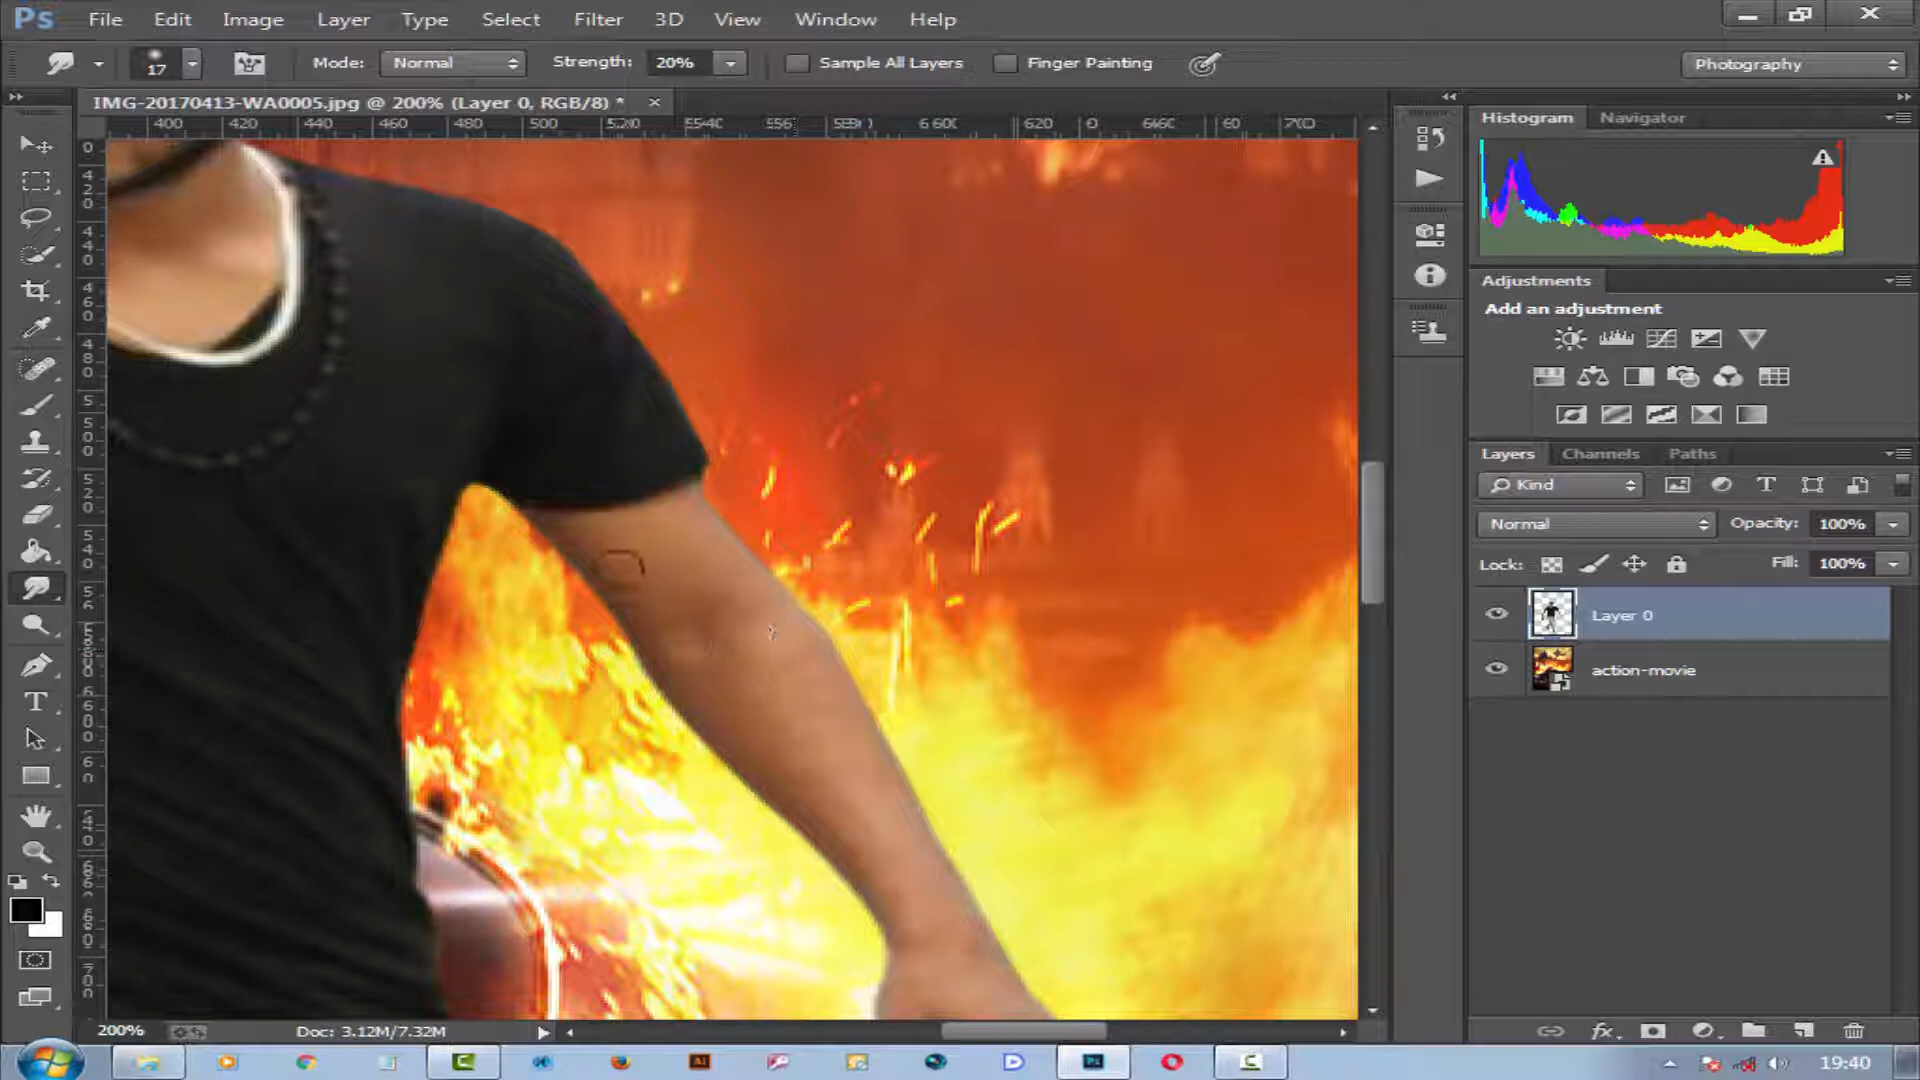 Ps File Edit Image Layer Type Select Filter 3D View Window Help
17 Mode: Normal Strength: 20% Sample All Layers Finger Painting Photography
IMG-20170413-WA0005.jpg @ 200% (Layer 0, RGB/8) *
400 420 440 460 480 500
Histogram Navigator
Adjustments
Add an adjustment
Layers Channels Paths
Kind
Normal Opacity: 100%
Lock: Fill: 100%
Layer 0
action-movie
200% Doc: 3.12M/7.32M
19:40